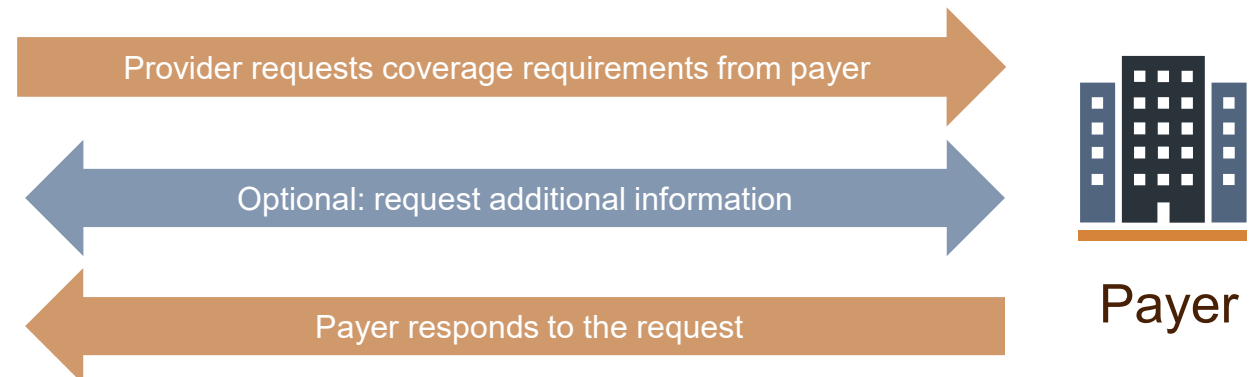 Provider requests coverage requirements from payer
Optional: request additional information
Payer responds to the request
Payer